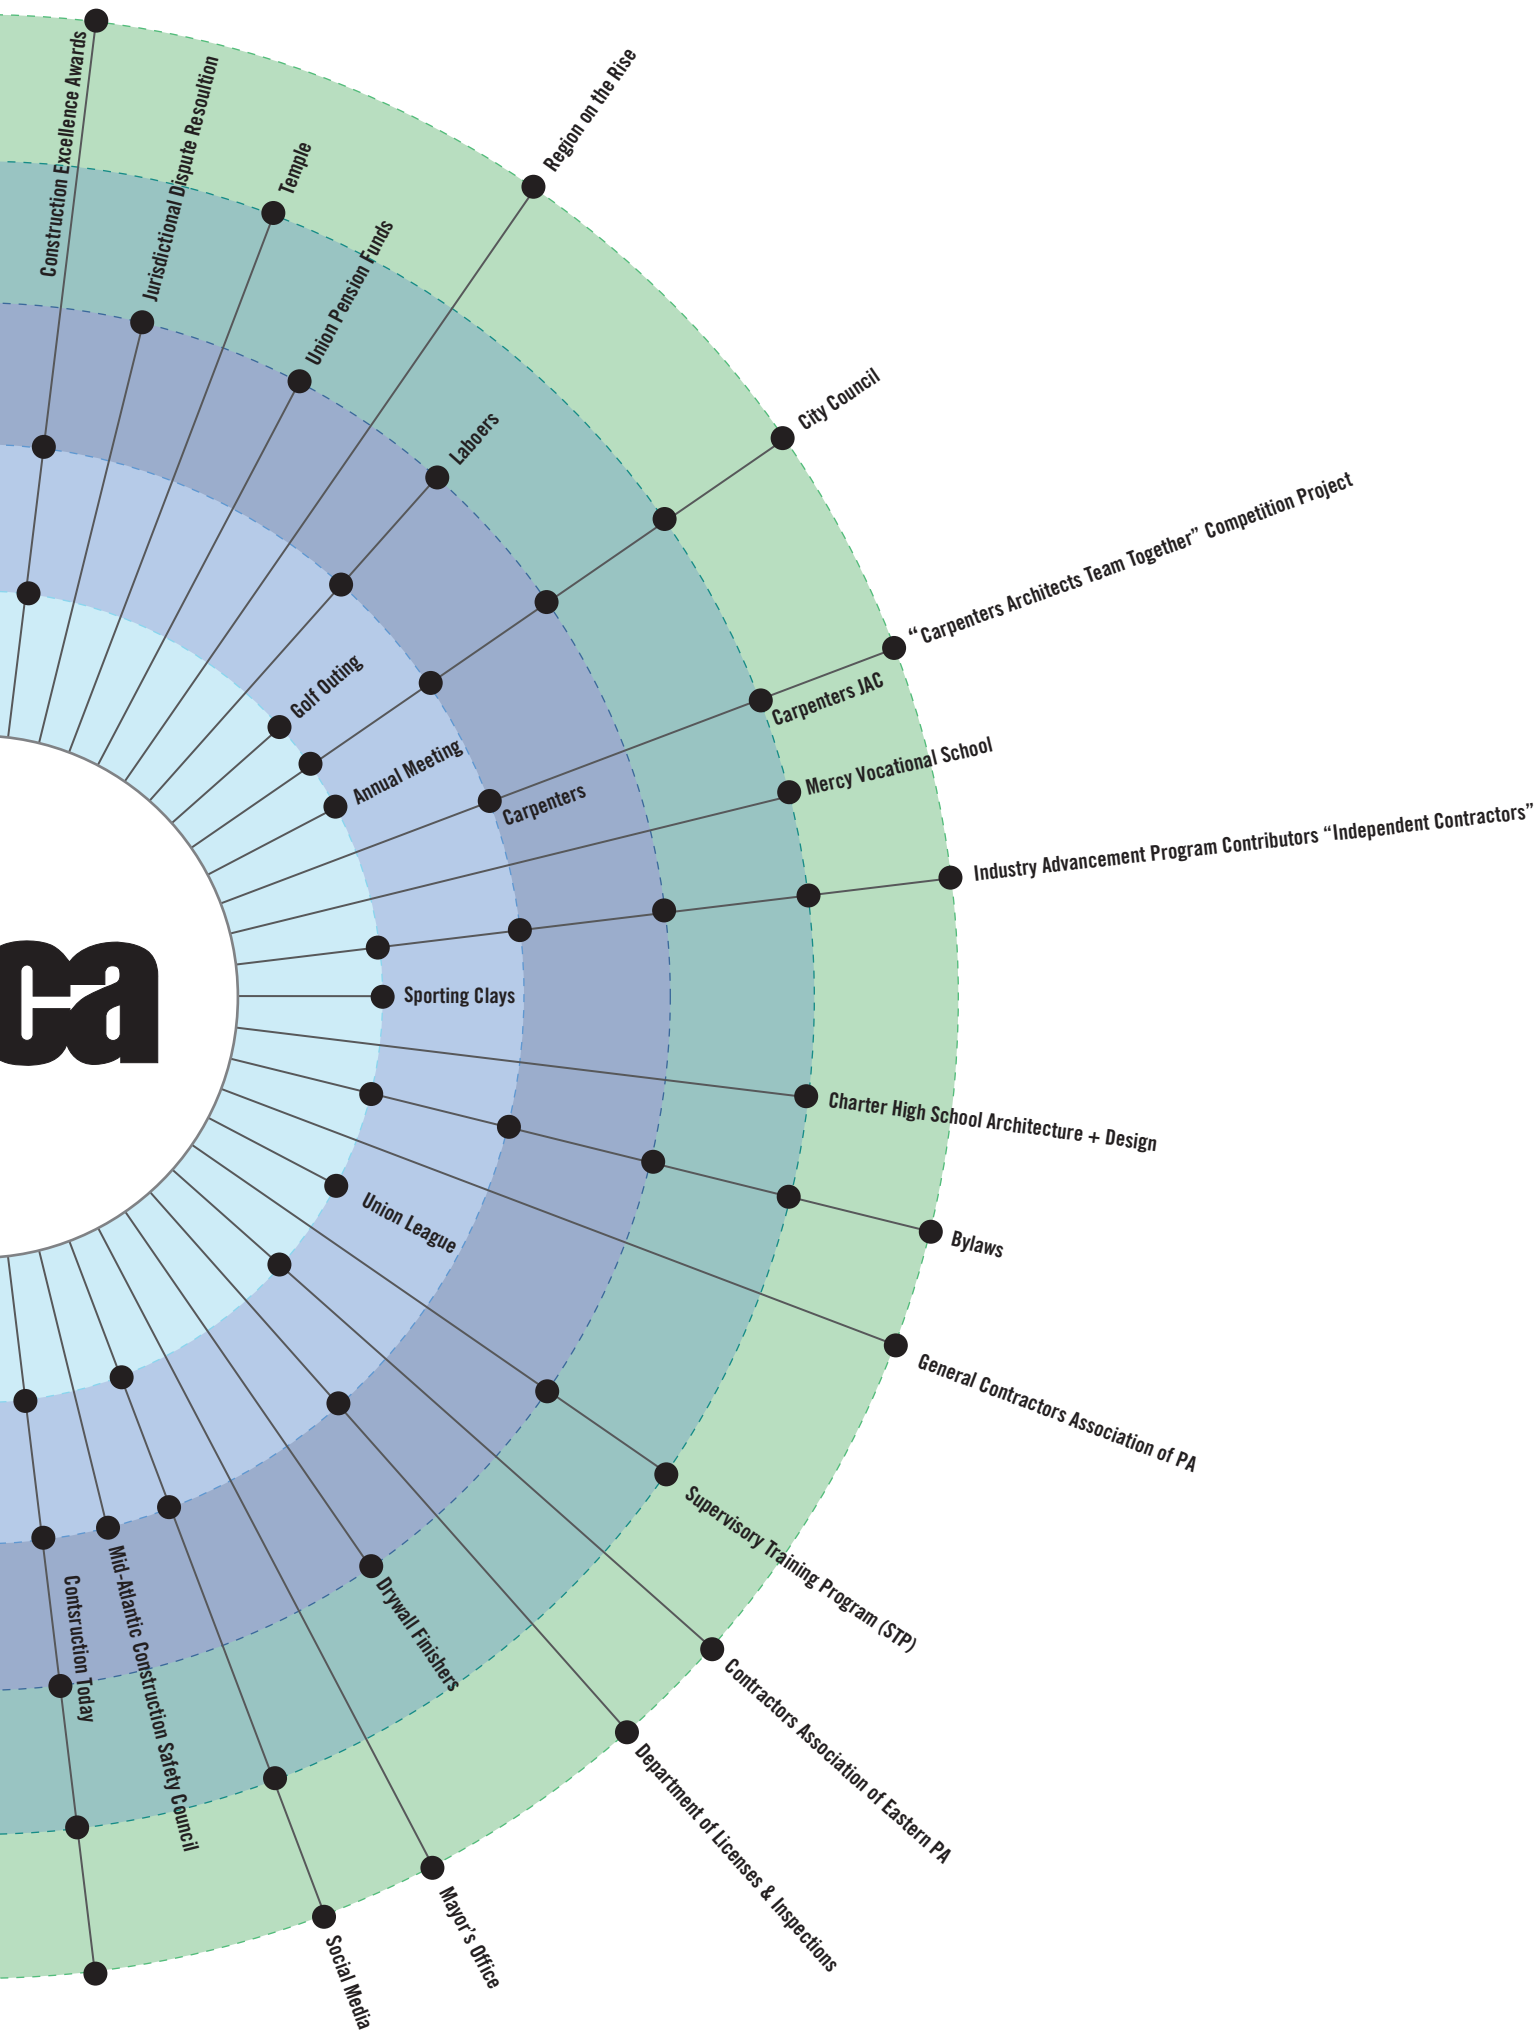 Construction Excellence Awards
Jurisdictional Dispute Resoultion
Temple
Union Pension Funds
Region on the Rise
Laboers
Golf Outing
City Council
Annual Meeting
“Carpenters Architects Team Together” Competition Project
Carpenters JAC
Carpenters
Mercy Vocational School
Industry Advancement Program Contributors “Independent Contractors”
ca
Sporting Clays
Charter High School Architecture + Design
Bylaws
General Contractors Association of PA
Union League
Supervisory Training Program (STP)
Contractors Association of Eastern PA
Department of Licenses & Inspections
Drywall Finishers
Mayor’s Office
Social Media
Mid-Atlantic Construction Safety Council
Contsruction Today